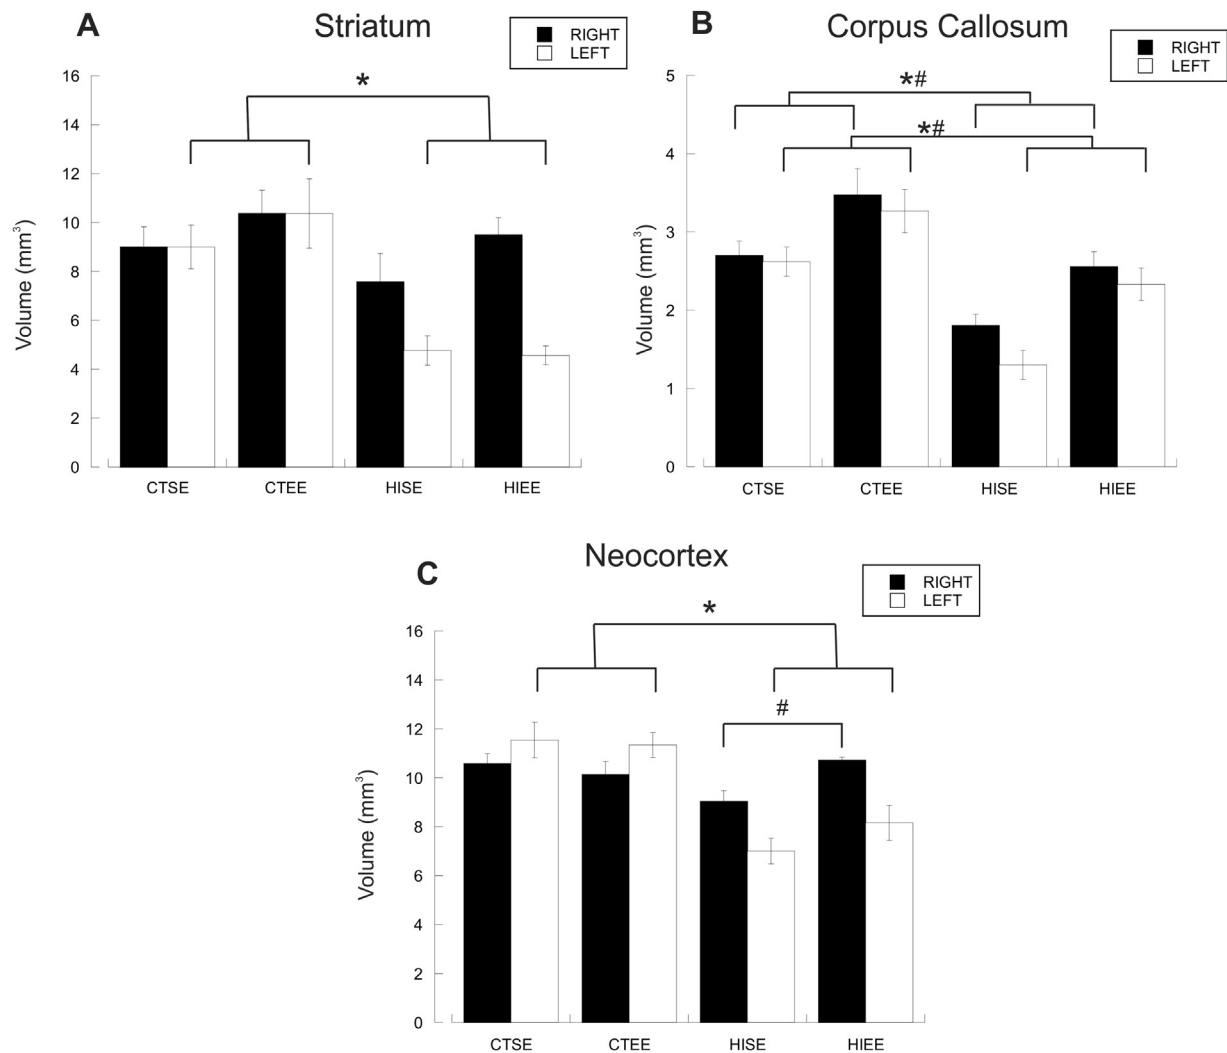 A
Striatum
RIGHT
LEFT
*
16
14
12
10
8
6
4
2
0
Volume (mm³)
CTSE CTEE HISE HIEE
B
Corpus Callosum
RIGHT
LEFT
*#
*#
5
4
3
2
1
0
Volume (mm³)
CTSE CTEE HISE HIEE
C
Neocortex
RIGHT
LEFT
*
#
16
14
12
10
8
6
4
2
0
Volume (mm³)
CTSE CTEE HISE HIEE